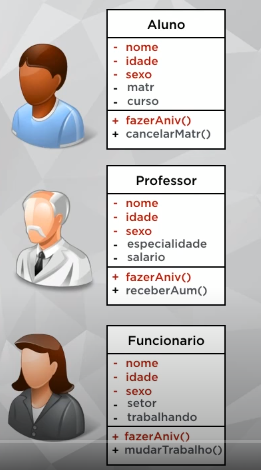 Aluno
- nome
- idade
- sexo
- matr
- curso
+ fazerAniv()
+ cancelarMatr()
Professor
- nome
- idade
- sexo
- especialidade
- salario
+ fazerAniv()
+ receberAum()
Funcionario
- nome
- idade
- sexo
- setor
- trabalhando
+ fazerAniv()
+ mudarTrabalho()